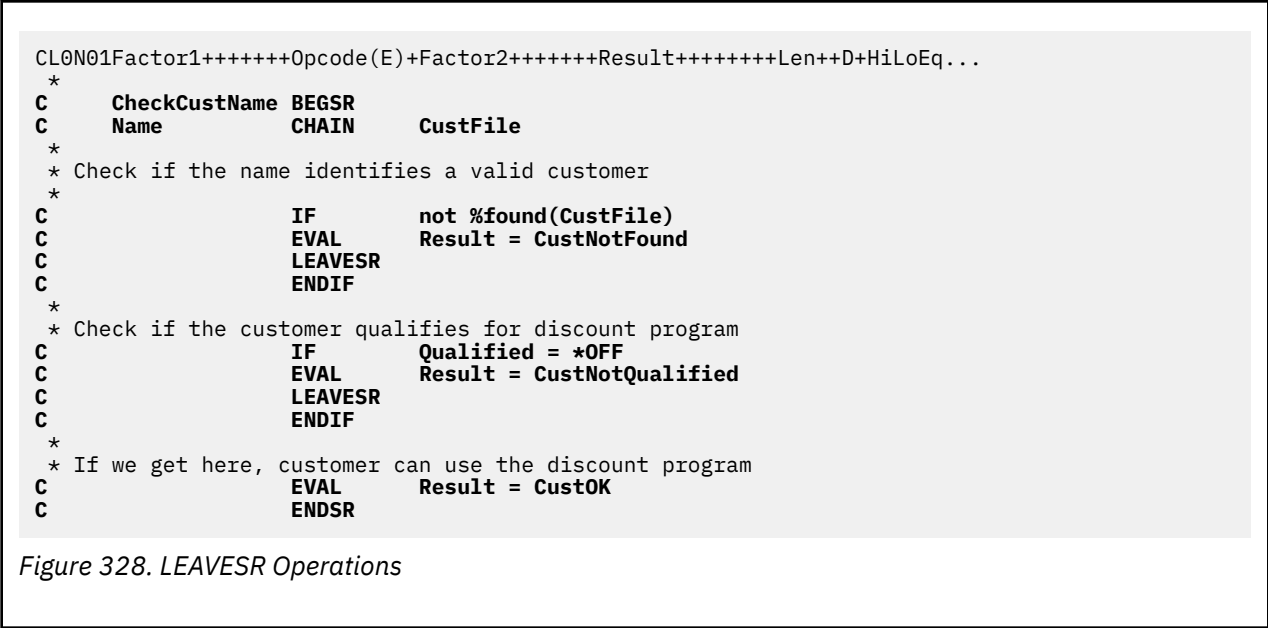 CL0N01Factor1+++++++Opcode(E)+Factor2+++++++Result++++++++Len++D+HiLoEq...
 *
C     CheckCustName BEGSR
C     Name          CHAIN     CustFile
 *
 * Check if the name identifies a valid customer
 *
C                   IF        not %found(CustFile)
C                   EVAL      Result = CustNotFound
C                   LEAVESR
C                   ENDIF
 *
 * Check if the customer qualifies for discount program
C                   IF        Qualified = *OFF
C                   EVAL      Result = CustNotQualified
C                   LEAVESR
C                   ENDIF
 *
 * If we get here, customer can use the discount program
C                   EVAL      Result = CustOK
C                   ENDSR
Figure 328. LEAVESR Operations